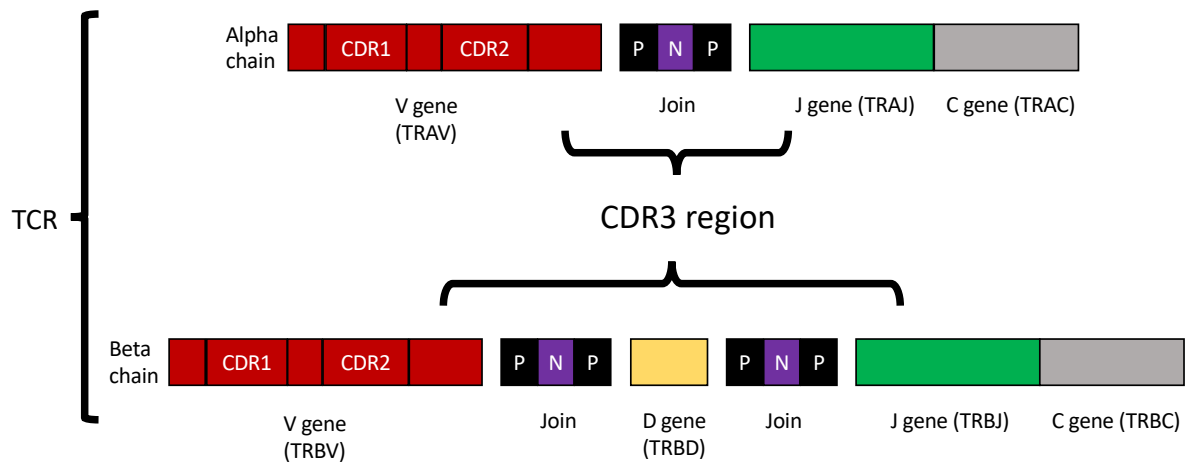 Alpha
chain
CDR1
CDR2
P N P
V gene
(TRAV)
Join
J gene (TRAJ)
C gene (TRAC)
TCR
CDR3 region
Beta
chain
CDR1
CDR2
P N P
P N P
V gene
(TRBV)
Join
D gene
(TRBD)
Join
J gene (TRBJ)
C gene (TRBC)